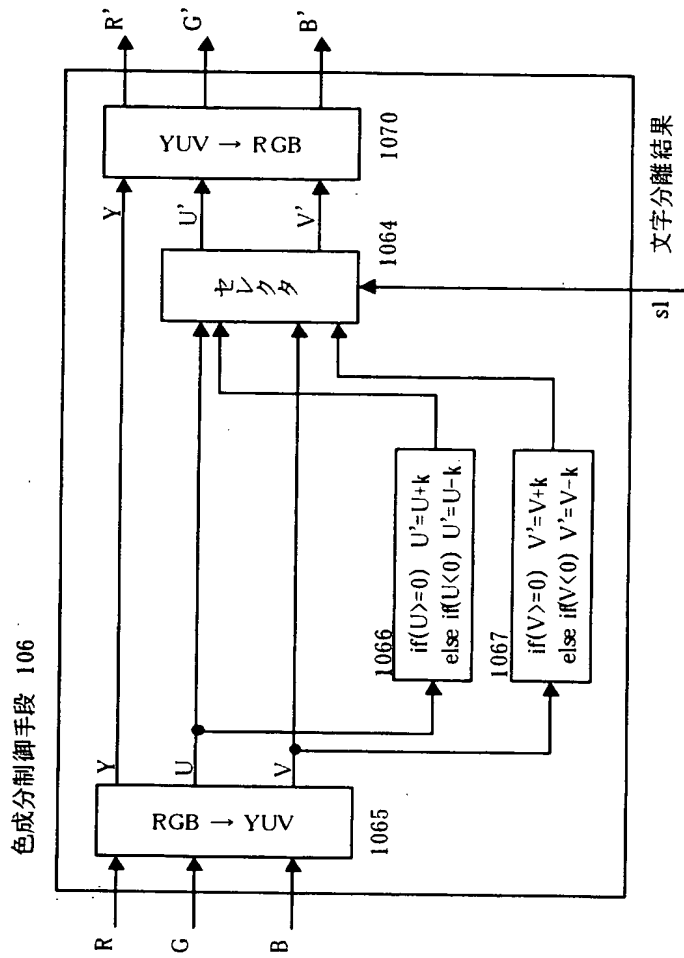 色成分制御手段 106
R
G
B
RGB → YUV
1065
Y
U
V
1066
if(U>=0) U'=U+k
else if(U<0) U'=U-k
1067
if(V>=0) V'=V+k
else if(V<0) V'=V-k
セレクタ
1064
s1 文字分離結果
Y
U'
V'
YUV → RGB
1070
R'
G'
B'